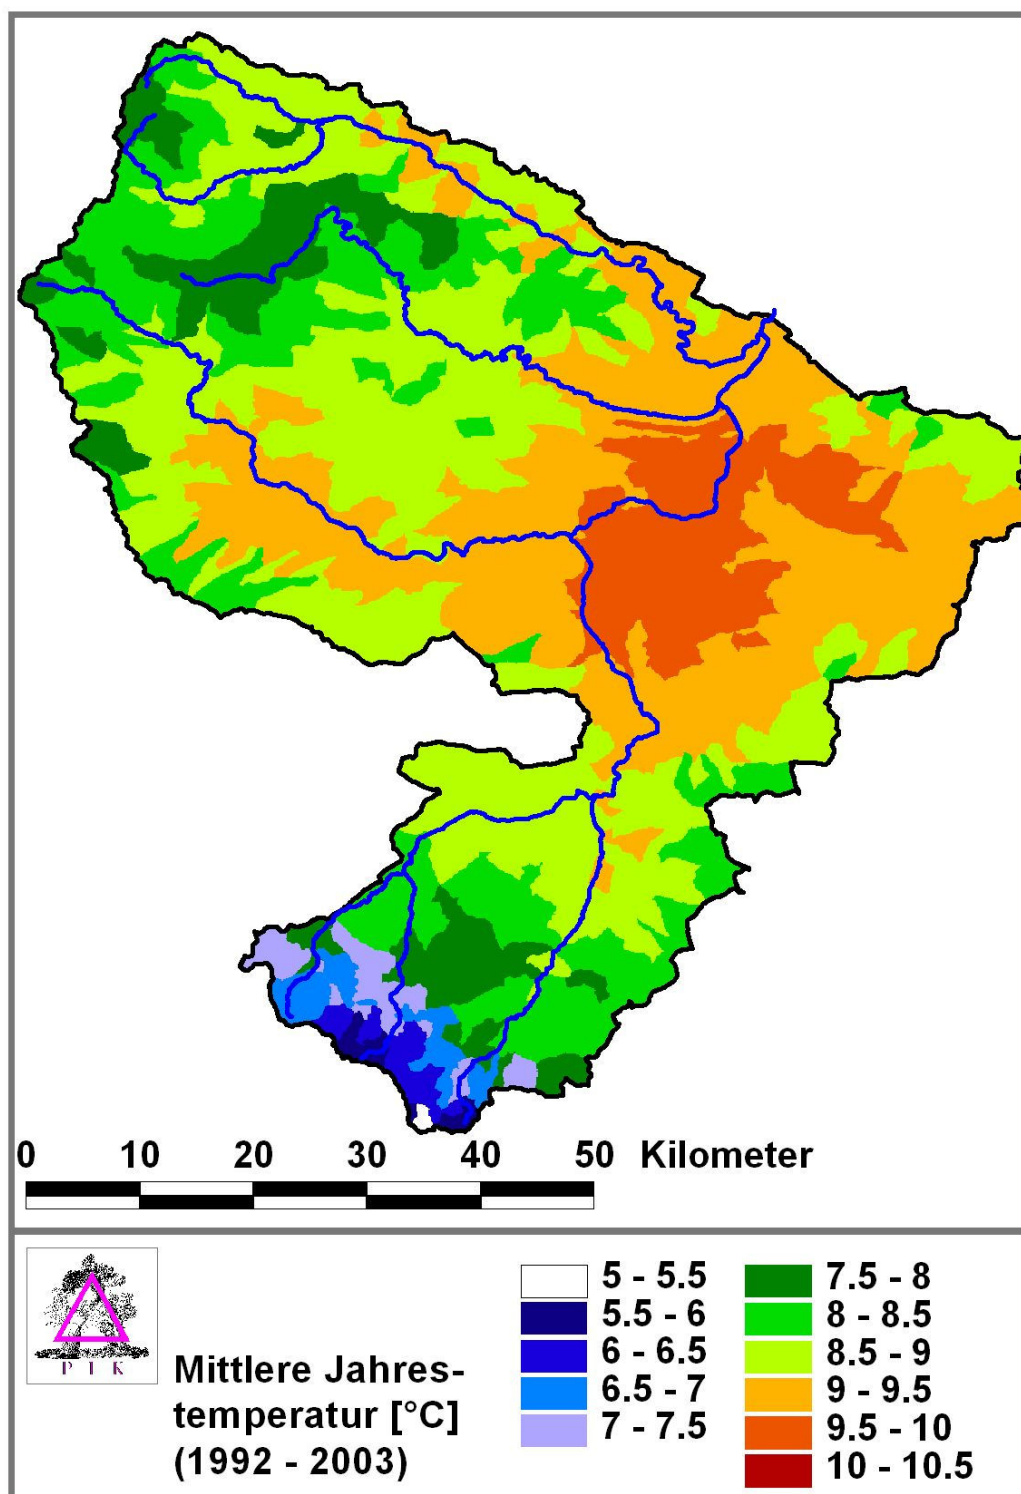 0 10 20 30 40 50 Kilometer
PIK
Mittlere Jahres-
temperatur [°C]
(1992 - 2003)
5 - 5.5
5.5 - 6
6 - 6.5
6.5 - 7
7 - 7.5
7.5 - 8
8 - 8.5
8.5 - 9
9 - 9.5
9.5 - 10
10 - 10.5